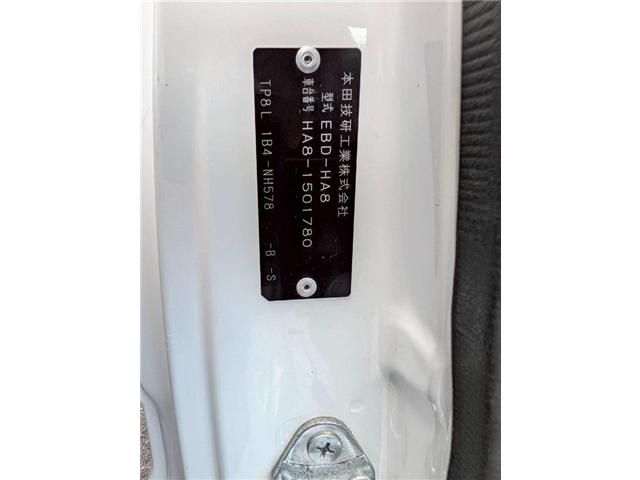 本田技研工業株式会社
型式 EBD-HA8
車台番号 HA8-1501780
TP8L 1B4-NH578 -B -S